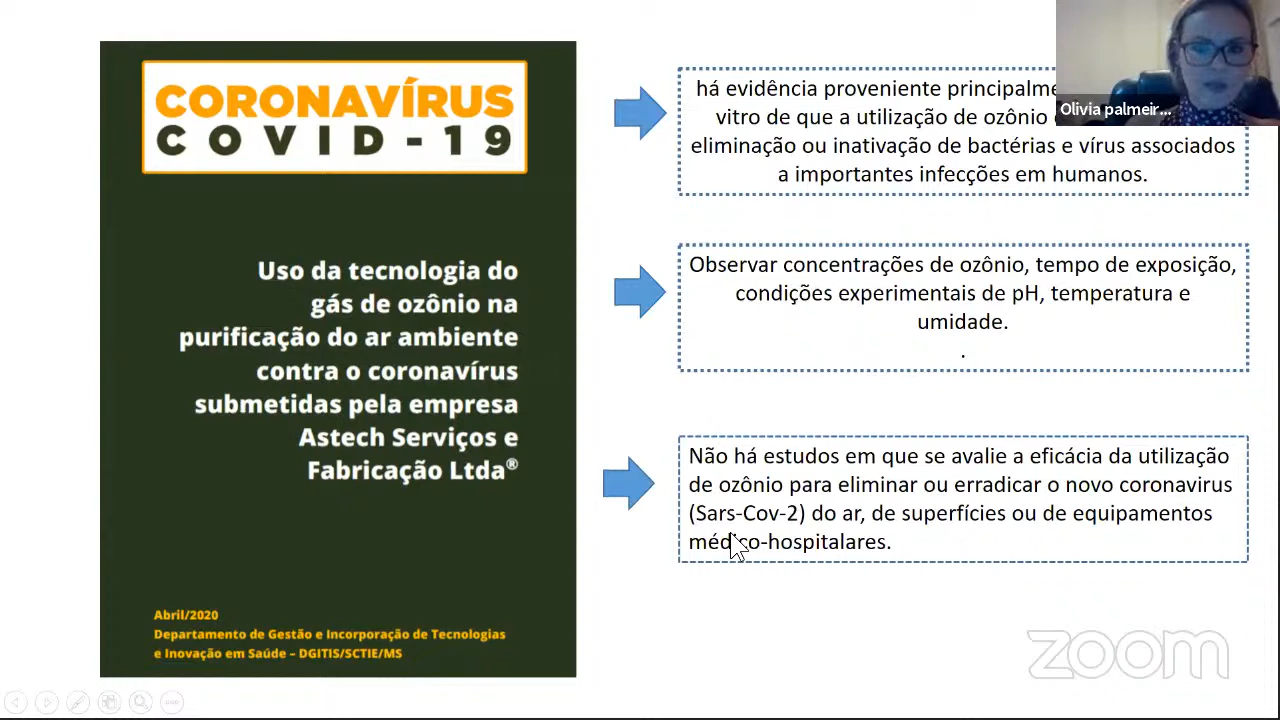 CORONAVÍRUS
COVID-19
Uso da tecnologia do
gás de ozônio na
purificação do ar ambiente
contra o coronavírus
submetidas pela empresa
Astech Serviços e
Fabricação Ltda®
Abril/2020
Departamento de Gestão e Incorporação de Tecnologias
e Inovação em Saúde – DGITIS/SCTIE/MS
há evidência proveniente
vitro de que a utilização de ozônio
eliminação ou inativação de bactérias e vírus associados
a importantes infecções em humanos.
Observar concentrações de ozônio, tempo de exposição,
condições experimentais de pH, temperatura e
umidade.
.
Não há estudos em que se avalie a eficácia da utilização
de ozônio para eliminar ou erradicar o novo coronavirus
(Sars-Cov-2) do ar, de superfícies ou de equipamentos
médico-hospitalares.
Olivia palmeir...
zoom